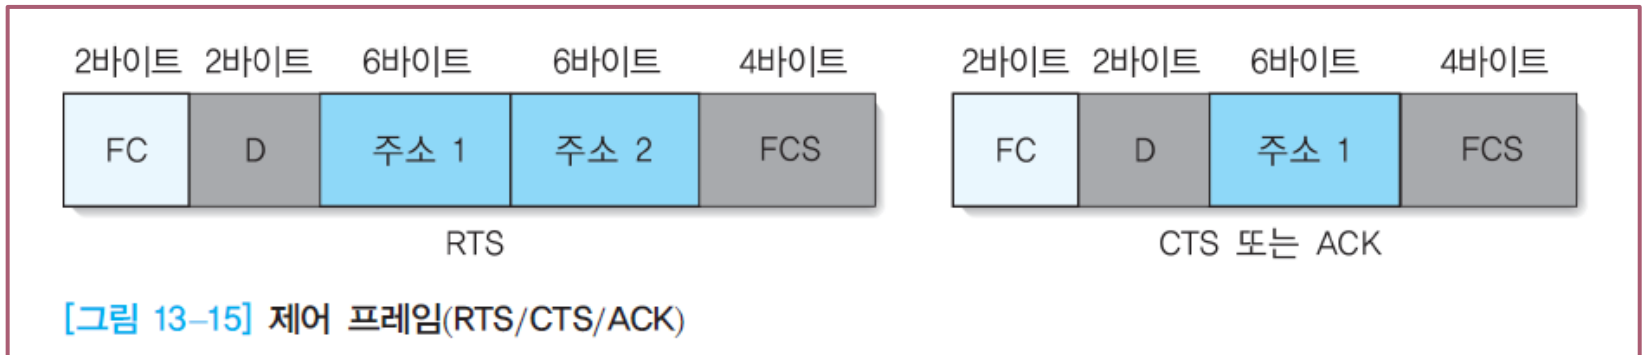 2바이트 2바이트 6바이트 6바이트 4바이트 2바이트 2바이트 6바이트 4바이트
FC D 주소 1 주소 2 FCS FC D 주소 1 FCS
RTS CTS 또는 ACK
[그림 13-15] 제어 프레임(RTS/CTS/ACK)